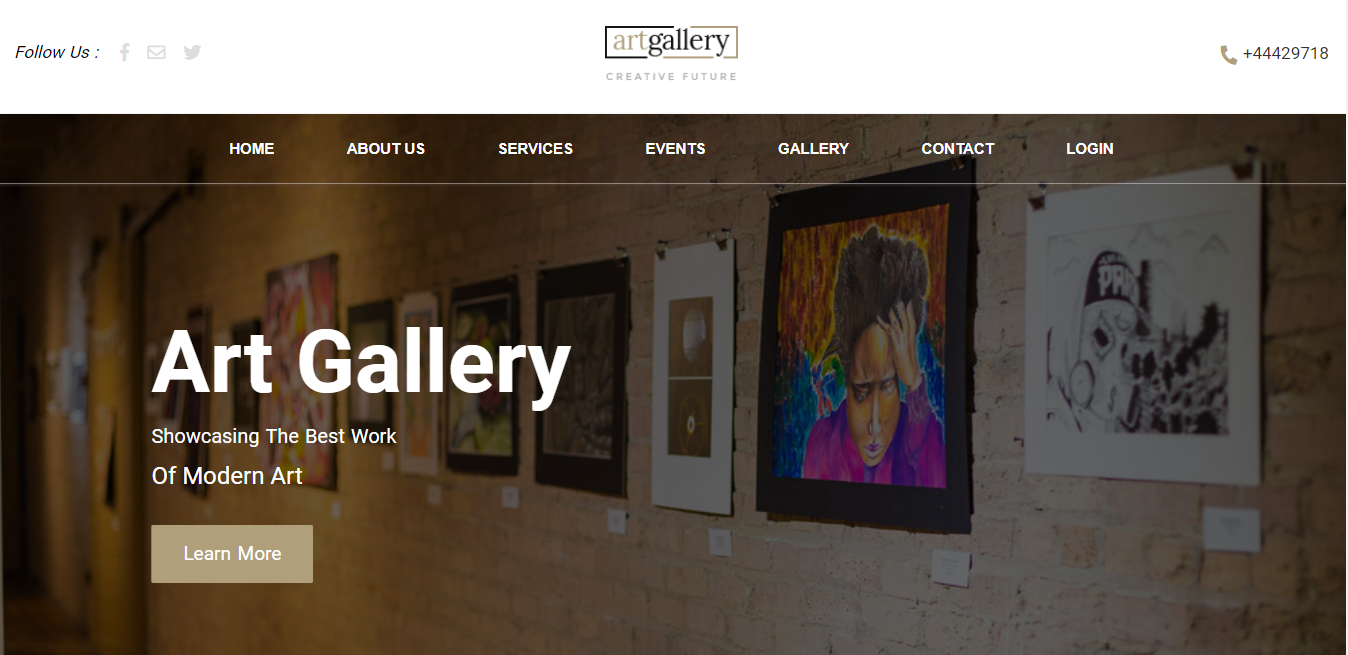 Follow Us :
artgallery
CREATIVE FUTURE
+44429718
HOME ABOUT US SERVICES EVENTS GALLERY CONTACT LOGIN
Art Gallery
Showcasing The Best Work
Of Modern Art
Learn More